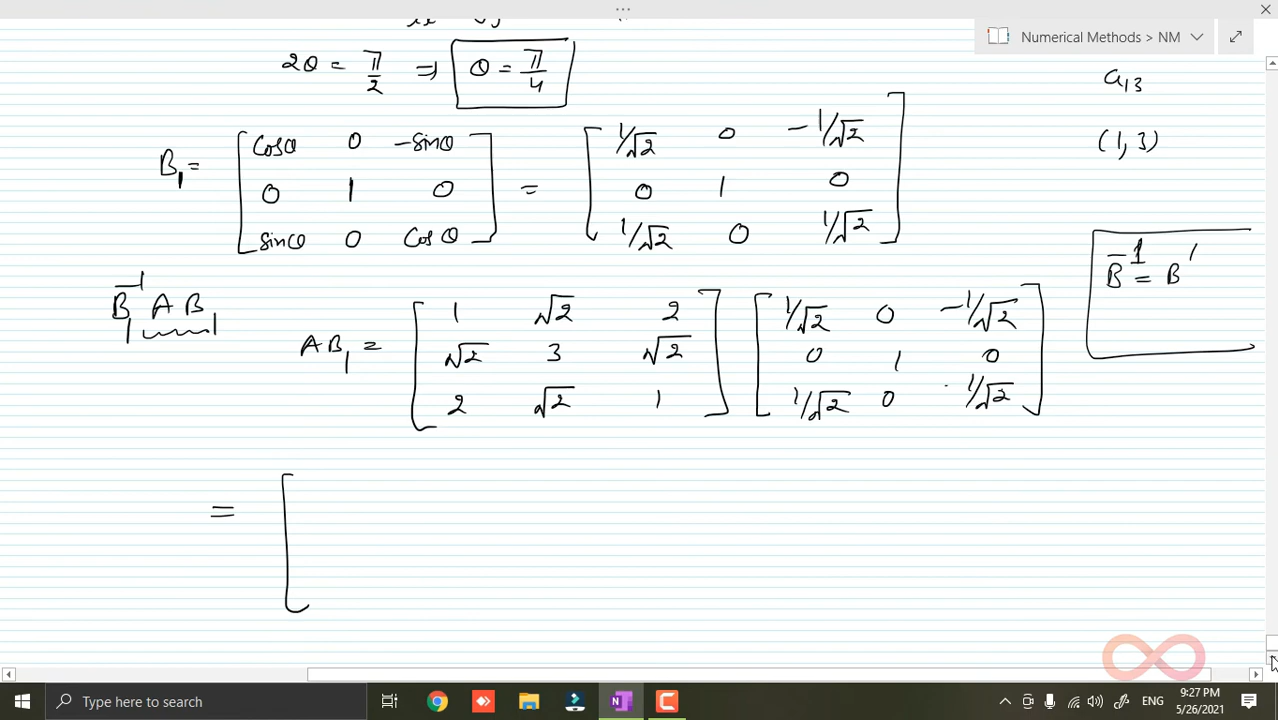 Numerical Methods > NM
2θ = π/2 ⇒ θ = π/4
a13
(1, 3)
B1 = [ cosθ 0 -sinθ ; 0 1 0 ; sinθ 0 cosθ ] = [ 1/√2 0 -1/√2 ; 0 1 0 ; 1/√2 0 1/√2 ]
B⁻¹ = B'
B1⁻¹ A B1
AB1 = [ 1 √2 2 ; √2 3 √2 ; 2 √2 1 ] [ 1/√2 0 -1/√2 ; 0 1 0 ; 1/√2 0 1/√2 ]
= [
Type here to search
ENG
9:27 PM
5/26/2021